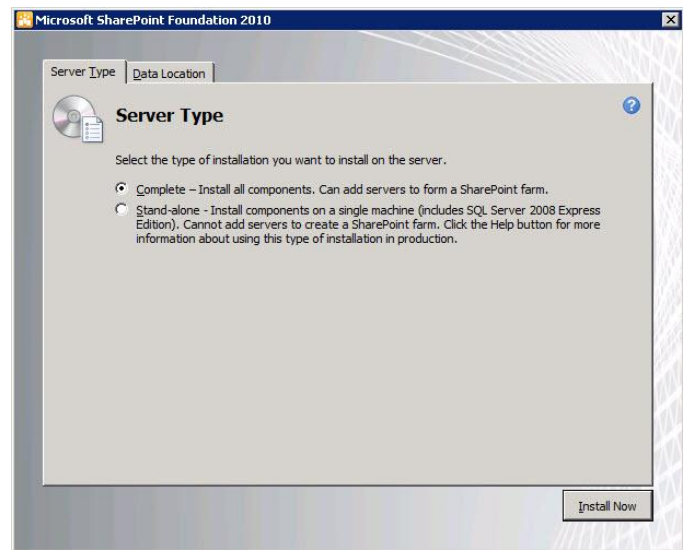 Microsoft SharePoint Foundation 2010
Server Type
Data Location
Server Type
Select the type of installation you want to install on the server.
Complete – Install all components. Can add servers to form a SharePoint farm.
Stand-alone - Install components on a single machine (includes SQL Server 2008 Express
Edition). Cannot add servers to create a SharePoint farm. Click the Help button for more
information about using this type of installation in production.
Install Now